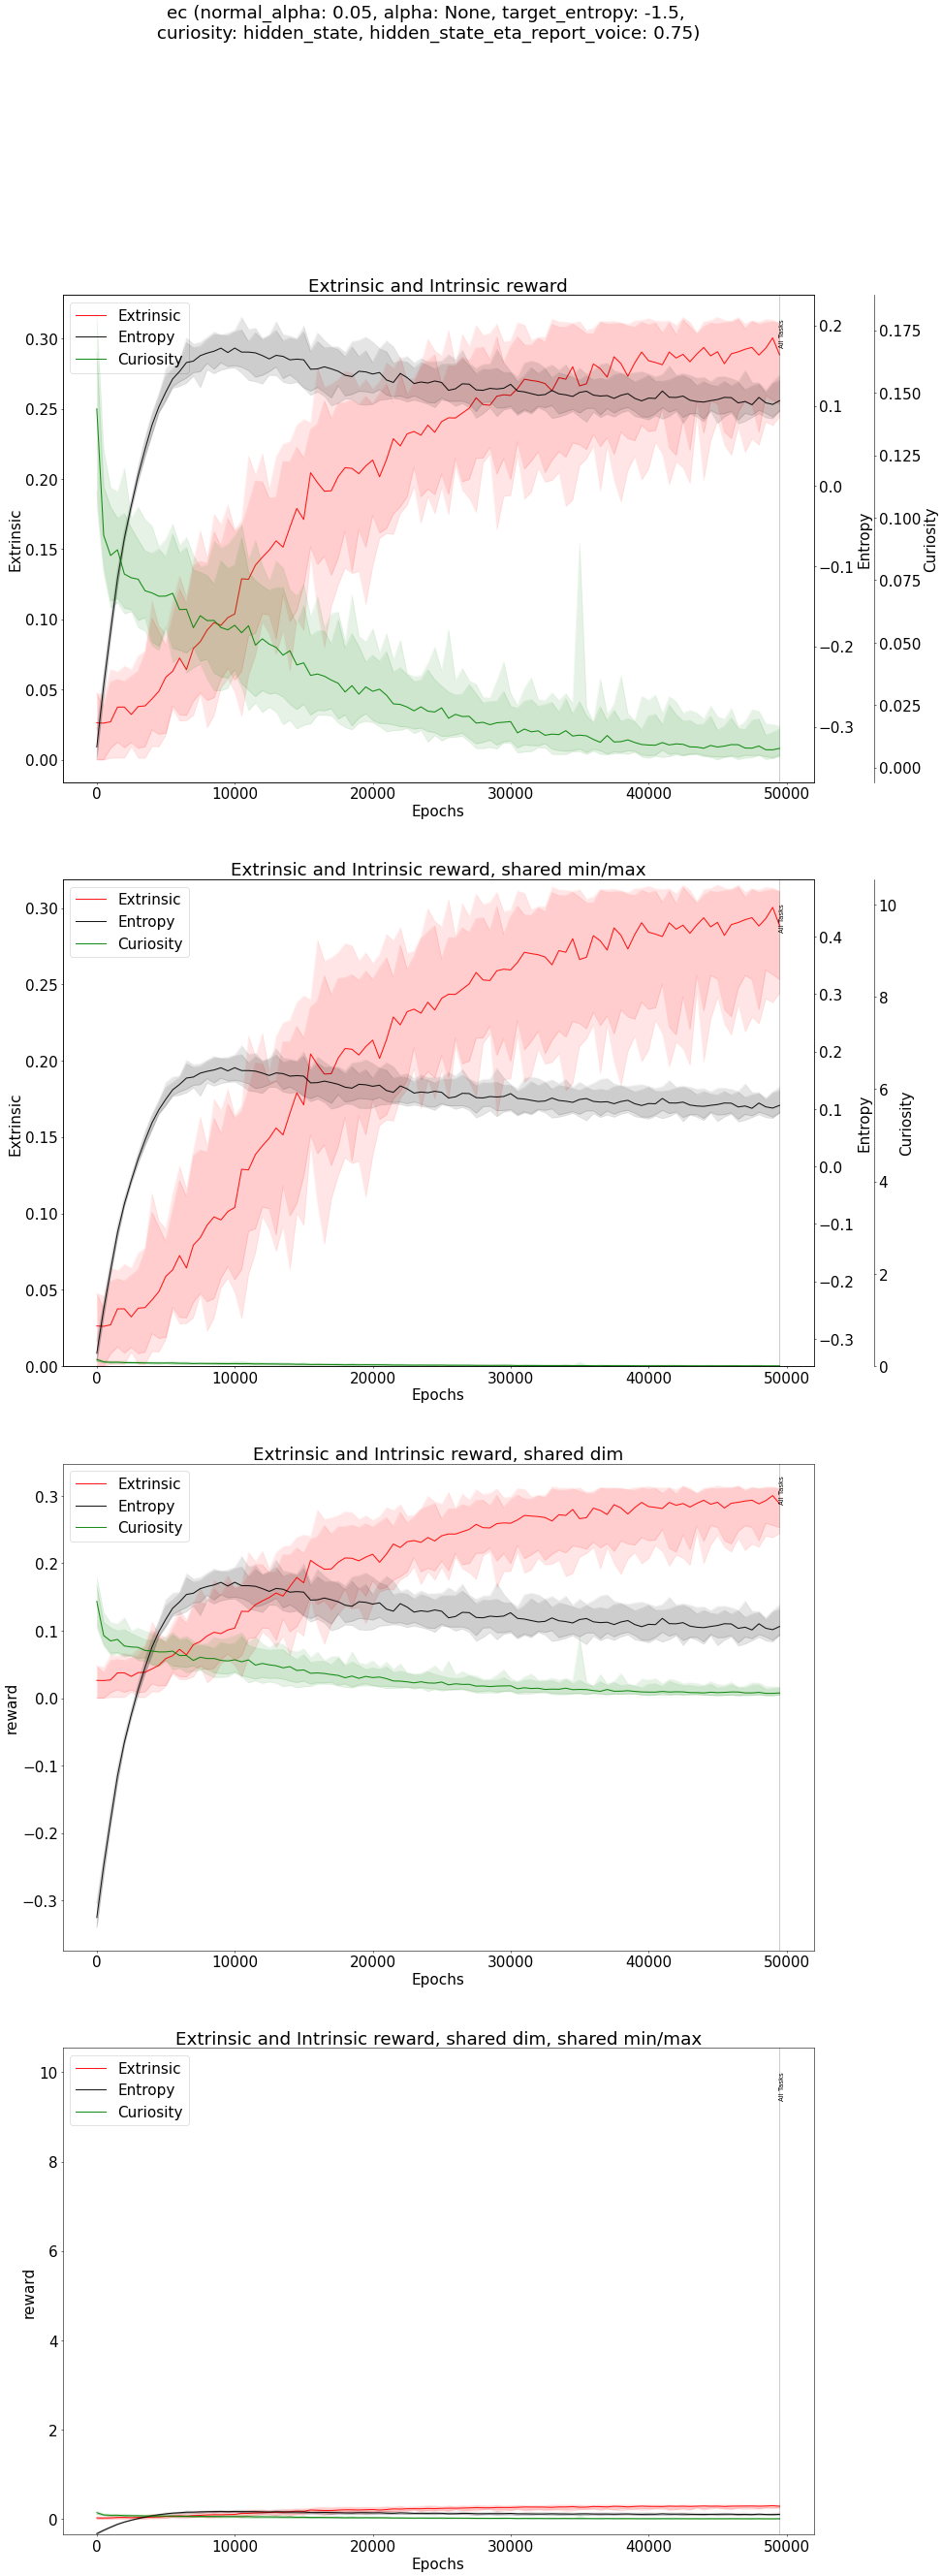 ec (normal_alpha: 0.05, alpha: None, target_entropy: -1.5,
curiosity: hidden_state, hidden_state_eta_report_voice: 0.75)
Extrinsic and Intrinsic reward
Extrinsic
Entropy
Curiosity
All Tasks
0.30
0.25
0.20
0.15
0.10
0.05
0.00
Extrinsic
0.2
0.1
0.0
−0.1
−0.2
−0.3
Entropy
0.175
0.150
0.125
0.100
0.075
0.050
0.025
0.000
Curiosity
0 10000 20000 30000 40000 50000
Epochs
Extrinsic and Intrinsic reward, shared min/max
Extrinsic
Entropy
Curiosity
All Tasks
0.30
0.25
0.20
0.15
0.10
0.05
0.00
Extrinsic
0.4
0.3
0.2
0.1
0.0
−0.1
−0.2
−0.3
Entropy
10
8
6
4
2
0
Curiosity
0 10000 20000 30000 40000 50000
Epochs
Extrinsic and Intrinsic reward, shared dim
Extrinsic
Entropy
Curiosity
All Tasks
0.3
0.2
0.1
0.0
−0.1
−0.2
−0.3
reward
0 10000 20000 30000 40000 50000
Epochs
Extrinsic and Intrinsic reward, shared dim, shared min/max
Extrinsic
Entropy
Curiosity
All Tasks
10
8
6
4
2
0
reward
0 10000 20000 30000 40000 50000
Epochs